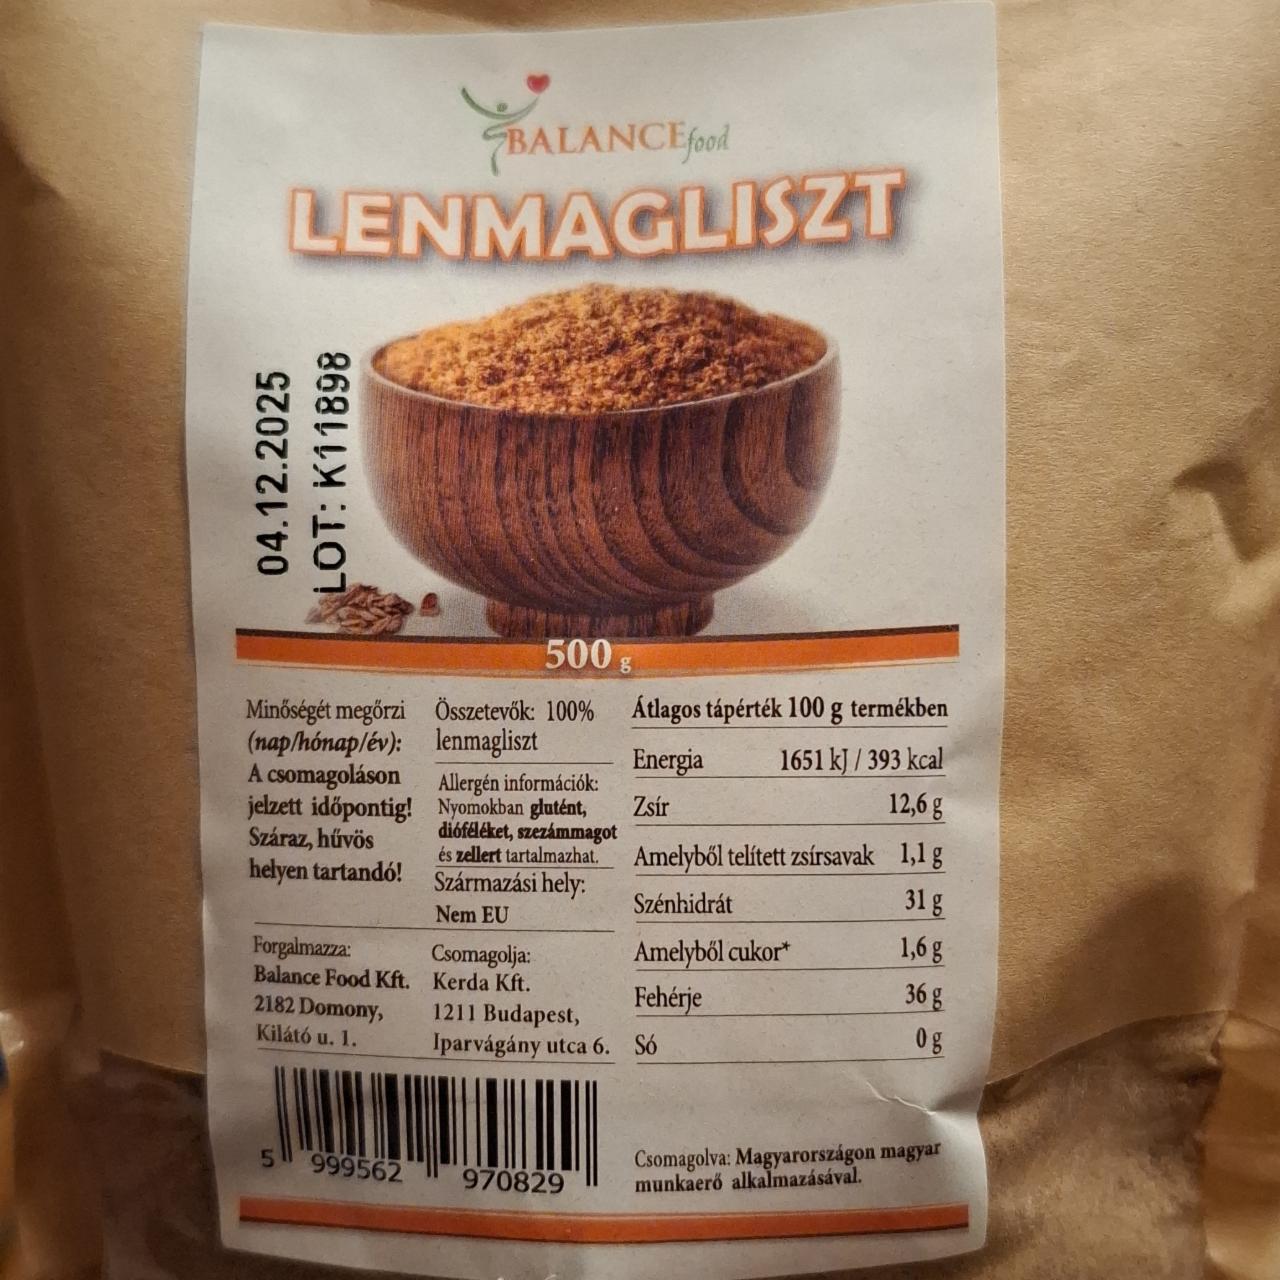 BALANCEfood
LENMAGLISZT
04.12.2025
LOT: K11898
500 g
Minőségét megőrzi
(nap/hónap/év):
A csomagoláson
jelzett időpontig!
Száraz, hűvös
helyen tartandó!
Összetevők: 100%
lenmagliszt
Allergén információk:
Nyomokban glutént,
dióféléket, szezámmagot
és zellert tartalmazhat.
Származási hely:
Nem EU
Forgalmazza:
Balance Food Kft.
2182 Domony,
Kilátó u. 1.
Csomagolja:
Kerda Kft.
1211 Budapest,
Iparvágány utca 6.
Átlagos tápérték 100 g termékben
Energia 1651 kJ / 393 kcal
Zsír 12,6 g
Amelyből telített zsírsavak 1,1 g
Szénhidrát 31 g
Amelyből cukor* 1,6 g
Fehérje 36 g
Só 0 g
5 999562 970829
Csomagolva: Magyarországon magyar
munkaerő alkalmazásával.